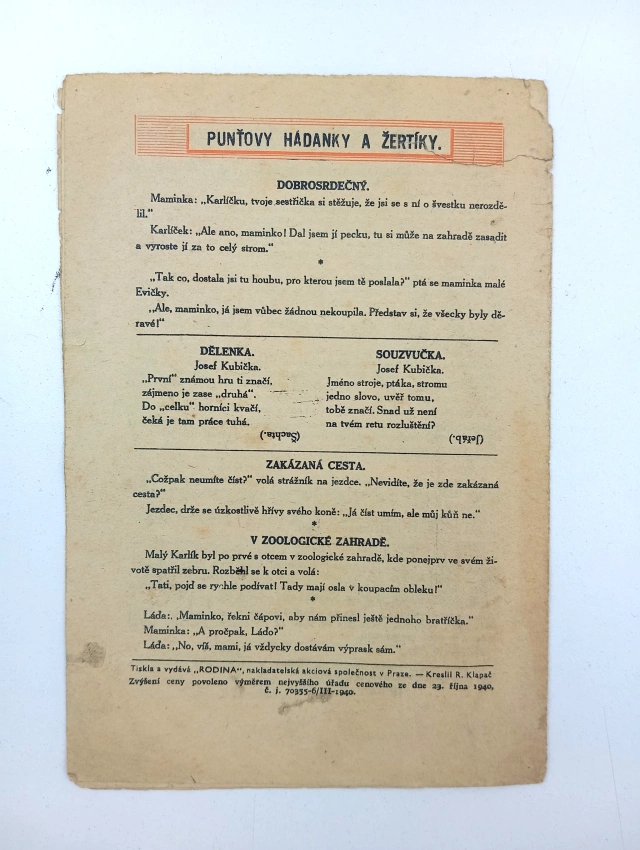 PUNŤOVY HÁDANKY A ŽERTÍKY.
DOBROSRDEČNÝ.
Maminka: „Karlíčku, tvoje sestřička si stěžuje, že jsi se s ní o švestku nerozdě-
lil."
Karlíček: „Ale ano, maminko! Dal jsem jí pecku, tu si může na zahradě zasadit
a vyroste jí za to celý strom."
*
„Tak co, dostala jsi tu houbu, pro kterou jsem tě poslala?" ptá se maminka malé
Evičky.
„Ale, maminko, já jsem vůbec žádnou nekoupila. Představ si, že všecky byly dě-
ravé!"
DĚLENKA.
Josef Kubička.
„První" známou hru ti značí,
zájmeno je zase „druhá".
Do „celku" horníci kvačí,
čeká je tam práce tuhá.
(Šachta.)
SOUZVUČKA.
Josef Kubička.
Jméno stroje, ptáka, stromu
jedno slovo, uvěř tomu,
tobě značí. Snad už není
na tvém retu rozluštění?
(Jeřáb.)
ZAKÁZANÁ CESTA.
„Cožpak neumíte číst?" volá strážník na jezdce. „Nevidíte, že je zde zakázaná
cesta?"
Jezdec, drže se úzkostlivě hřívy svého koně: „Já číst umím, ale můj kůň ne."
*
V ZOOLOGICKÉ ZAHRADĚ.
Malý Karlík byl po prvé s otcem v zoologické zahradě, kde ponejprv ve svém ži-
votě spatřil zebru. Rozběhl se k otci a volá:
„Tati, pojď se rychle podívat! Tady mají osla v koupacím obleku!"
*
Láďa: „Maminko, řekni čápovi, aby nám přinesl ještě jednoho bratříčka."
Maminka: „A pročpak, Láďo?"
Láďa: „No, víš, mami, já vždycky dostávám výprask sám."
Tiskla a vydává „RODINA", nakladatelská akciová společnost v Praze. — Kreslil R. Klapač
Zvýšení ceny povoleno výměrem nejvyššího úřadu cenového ze dne 23. října 1940,
č. j. 70355-6/III-1940.